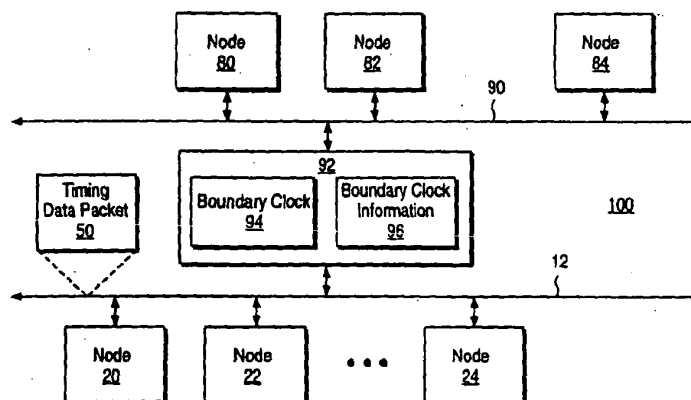 Node
80
Node
82
Node
84
90
92
Timing
Data Packet
50
Boundary Clock
94
Boundary Clock
Information
96
100
12
Node
20
Node
22
Node
24